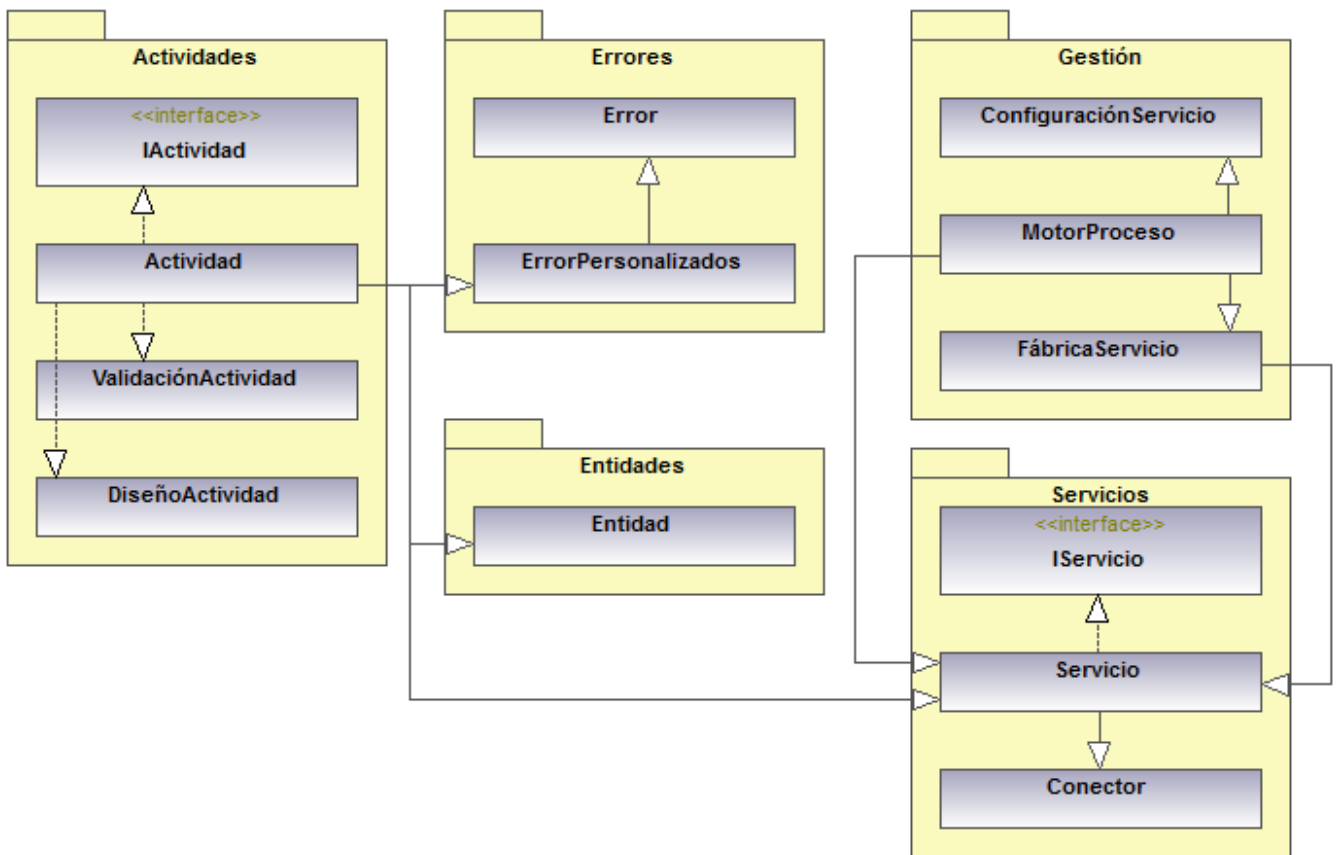 Actividades
<<interface>>
IActividad
Actividad
ValidaciónActividad
DiseñoActividad
Errores
Error
ErrorPersonalizados
Entidades
Entidad
Gestión
ConfiguraciónServicio
MotorProceso
FábricaServicio
Servicios
<<interface>>
IServicio
Servicio
Conector